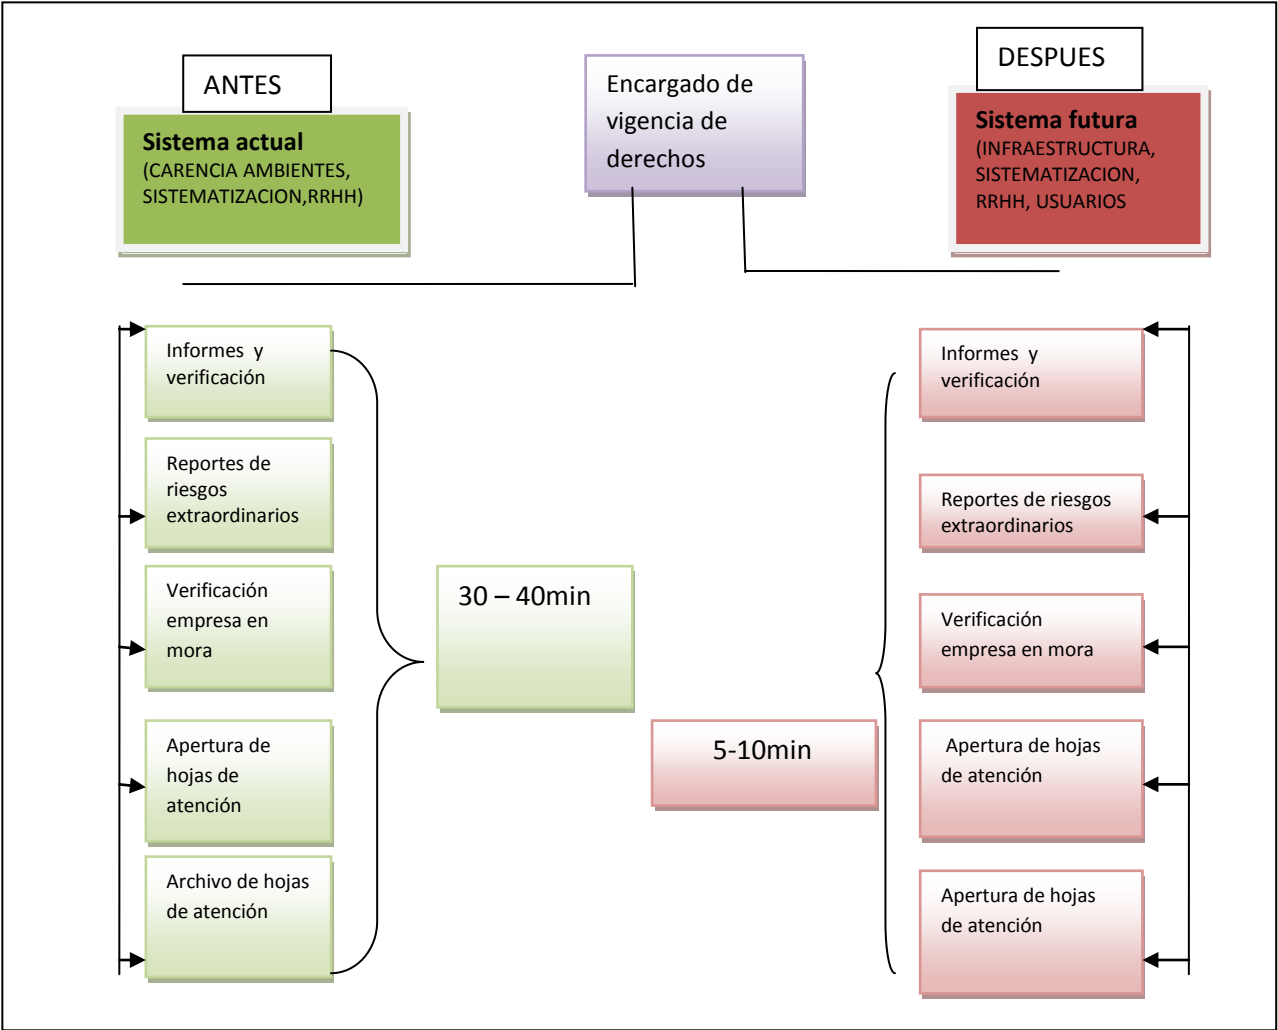 ANTES
Sistema actual
(CARENCIA AMBIENTES,
SISTEMATIZACION,RRHH)
Encargado de
vigencia de
derechos
DESPUES
Sistema futura
(INFRAESTRUCTURA,
SISTEMATIZACION,
RRHH, USUARIOS
Informes y
verificación
Reportes de
riesgos
extraordinarios
Verificación
empresa en
mora
Apertura de
hojas de
atención
Archivo de hojas
de atención
30 – 40min
5-10min
Informes y
verificación
Reportes de riesgos
extraordinarios
Verificación
empresa en mora
Apertura de hojas
de atención
Apertura de hojas
de atención